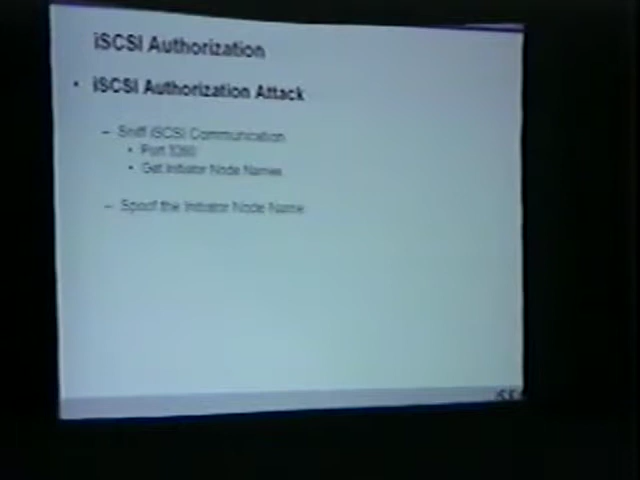 iSCSI Authorization
• iSCSI Authorization Attack
– Sniff iSCSI Communication
• Port 3260
• Get Initiator Node Names
– Spoof the Initiator Node Name